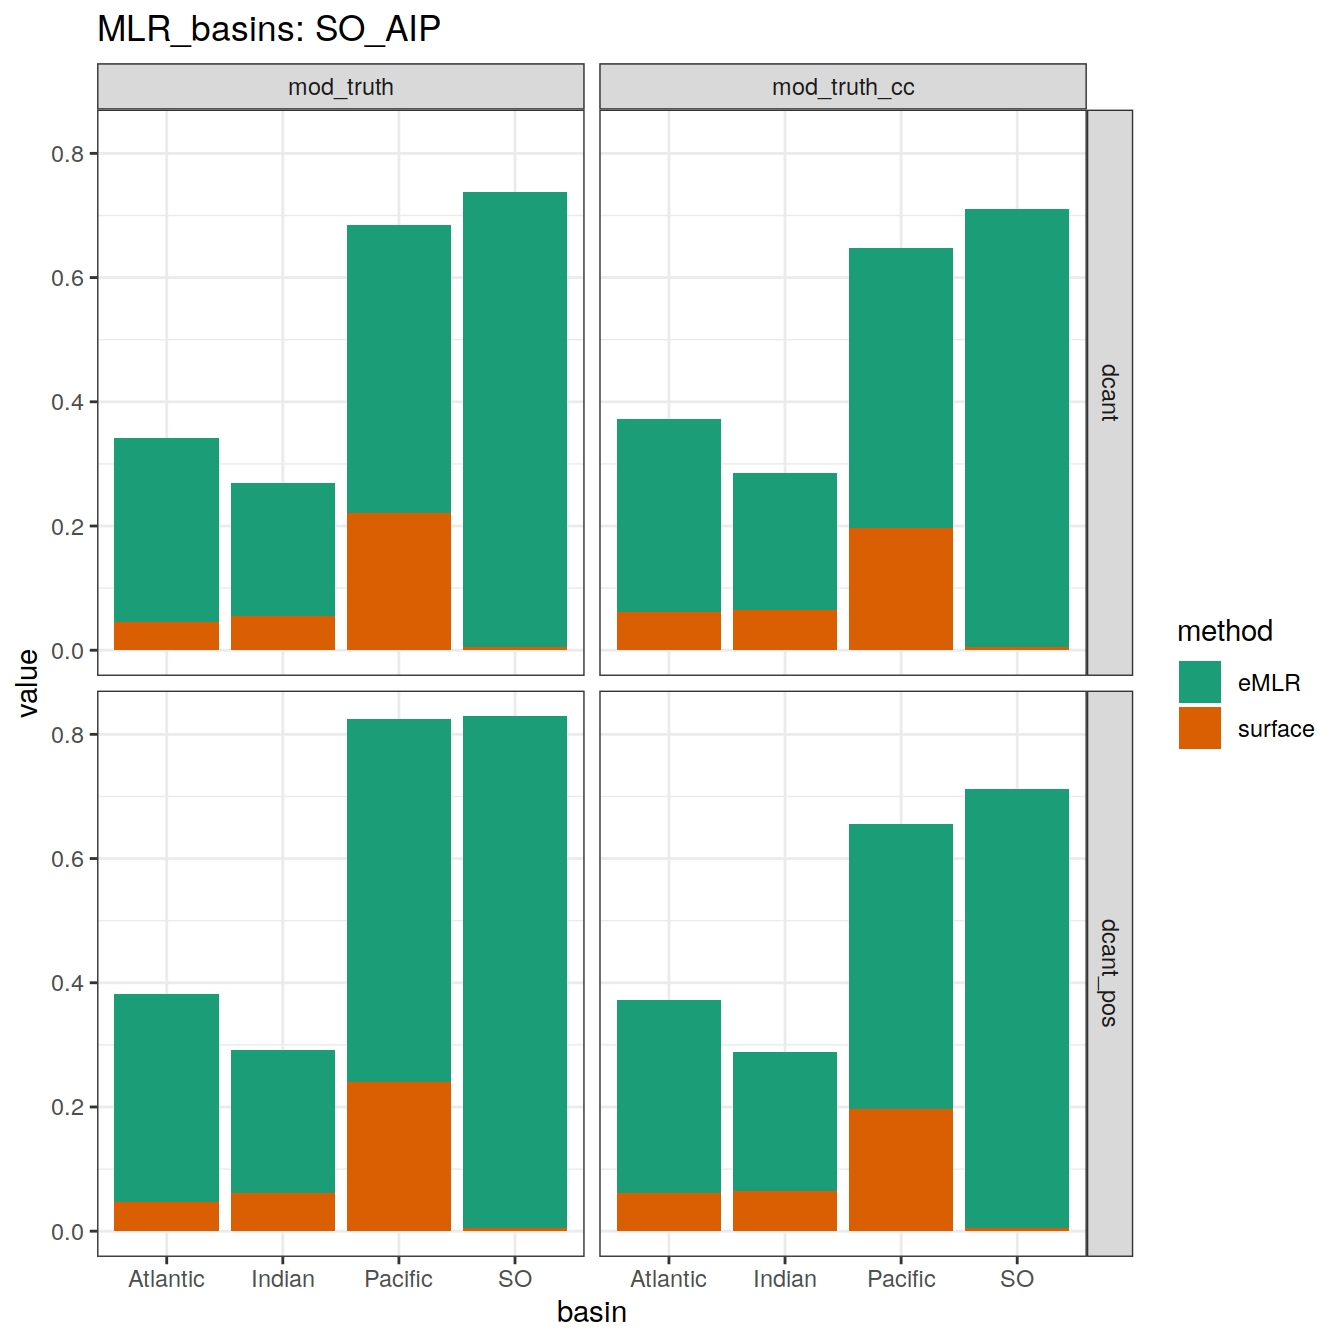 MLR_basins: SO_AIP
mod_truth
mod_truth_cc
0.8
0.6
0.4
0.2
0.0
dcant
0.8
0.6
0.4
0.2
0.0
dcant_pos
value
Atlantic Indian Pacific SO
Atlantic Indian Pacific SO
basin
method
eMLR
surface